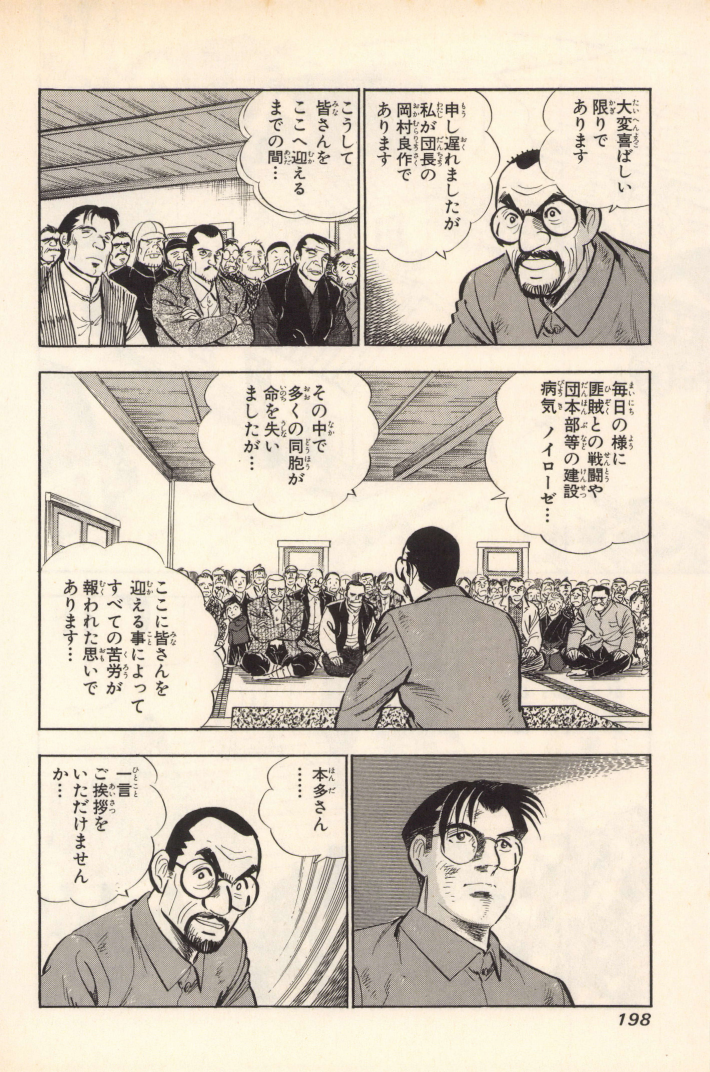 大変喜ばしい
限りで
あります
申し遅れましたが
私が団長の
岡村良作で
あります
こうして
皆さんを
ここへ迎える
までの間…
毎日の様に
匪賊との戦闘や
団本部等の建設
病気 ノイローゼ…
その中で
多くの同胞が
命を失い
ましたが…
ここに皆さんを
迎える事によって
すべての苦労が
報われた思いで
あります…
本多さん
……
一言
ご挨拶を
いただけません
か…
198